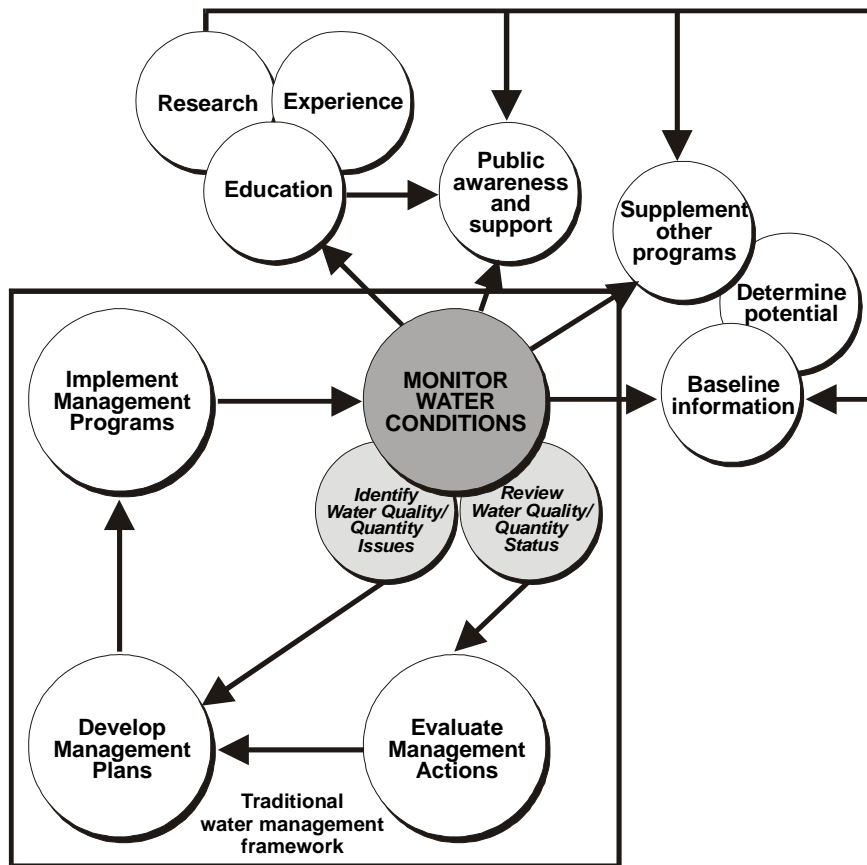 Research
Experience
Education
Public
awareness
and
support
Supplement
other
programs
Determine
potential
Baseline
information
Implement
Management
Programs
MONITOR
WATER
CONDITIONS
Identify
Water Quality/
Quantity
Issues
Review
Water Quality/
Quantity
Status
Develop
Management
Plans
Evaluate
Management
Actions
Traditional
water management
framework